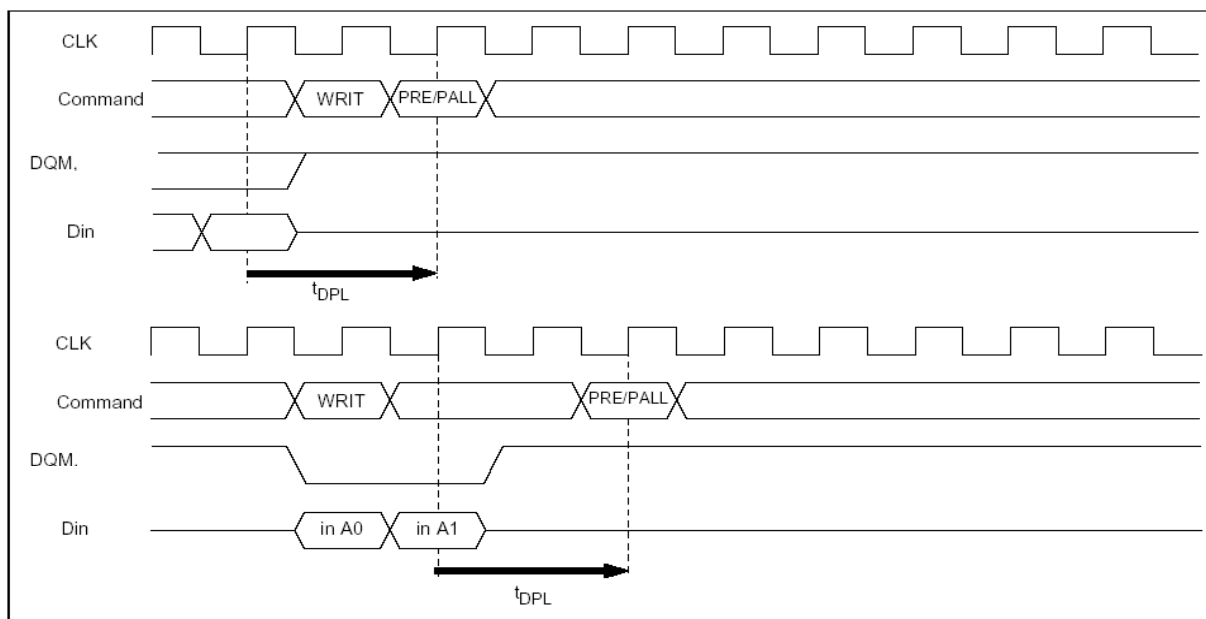 CLK
Command WRIT PRE/PALL
DQM,
Din
tDPL
CLK
Command WRIT PRE/PALL
DQM.
Din in A0 in A1
tDPL